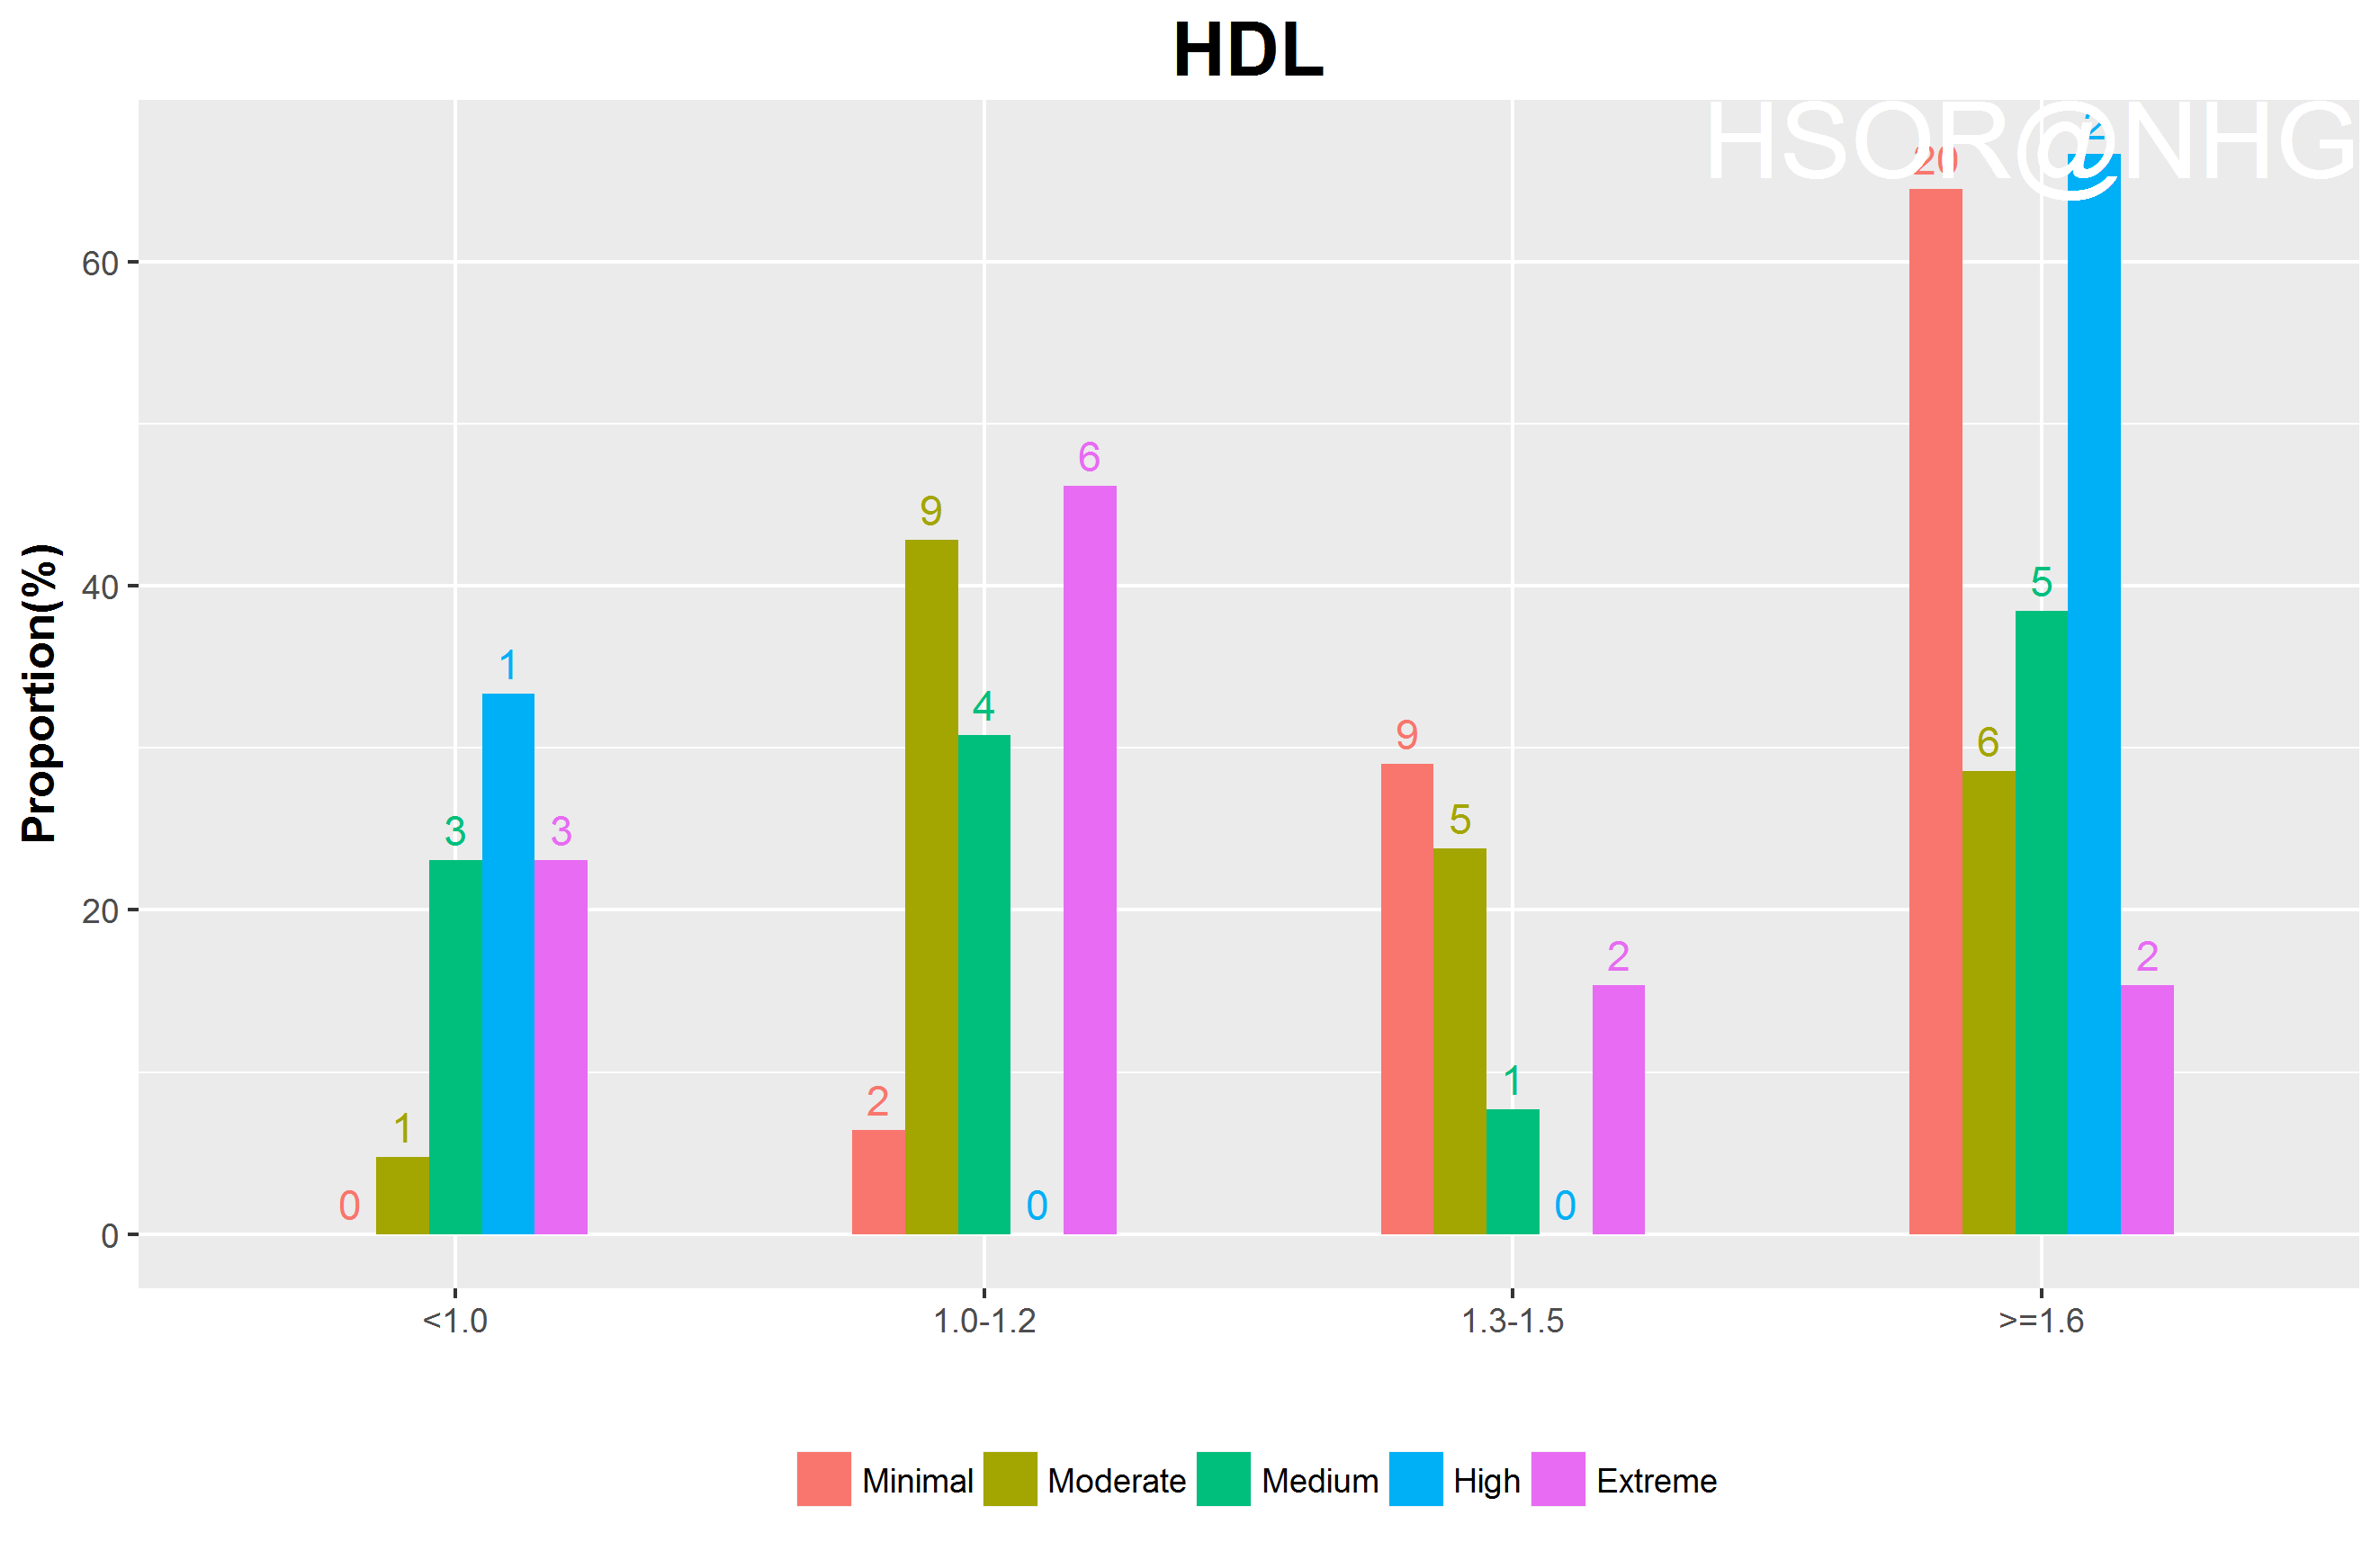 HDL
HSOR@NHG
Proportion(%)
60
40
20
0
0 1 3 1 3
2 9 4 0 6
9 5 1 0 2
20 6 5 2 2
<1.0 1.0-1.2 1.3-1.5 >=1.6
Minimal Moderate Medium High Extreme